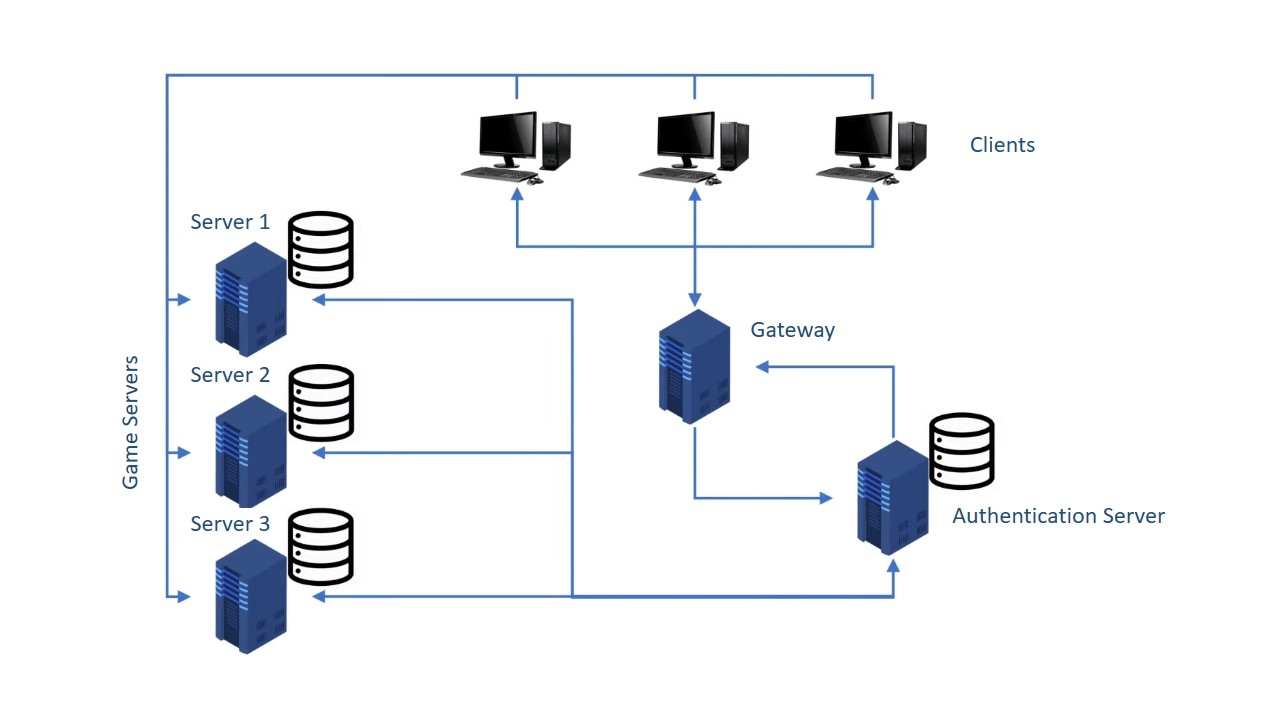 Clients
Server 1
Gateway
Server 2
Game Servers
Server 3
Authentication Server